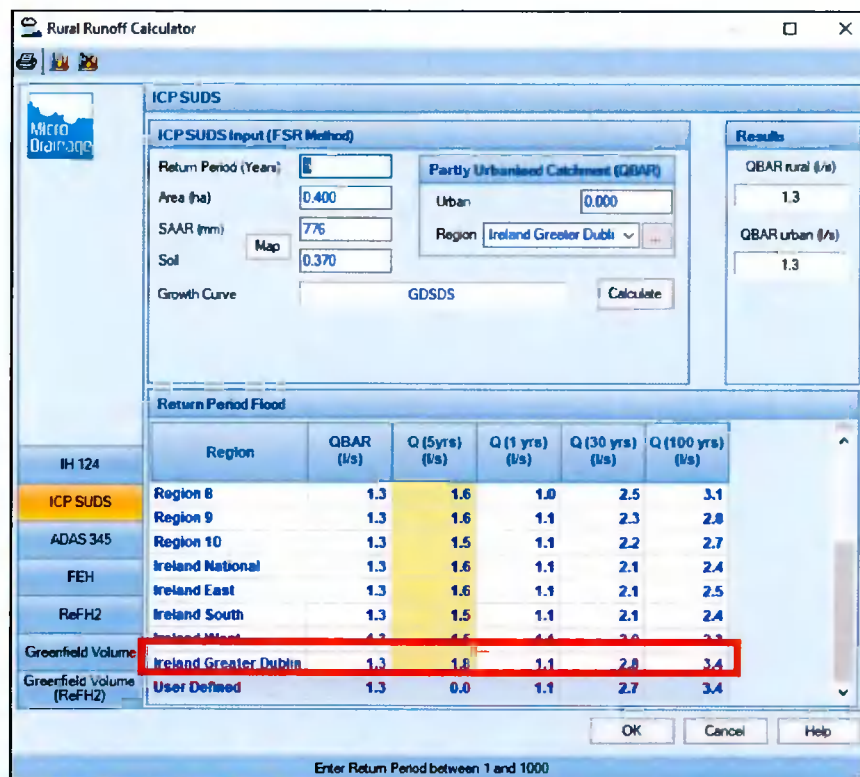 Rural Runoff Calculator
Micro
Drainage
ICP SUDS
ICP SUDS Input (FSR Method)
Return Period (Years)
Area (ha) 0.400
SAAR (mm) 776
Map
Soil 0.370
Growth Curve GDSDS Calculate
Partly Urbanised Catchment (QBAR)
Urban 0.000
Region Ireland Greater Dubli ...
Results
QBAR rural (l/s)
1.3
QBAR urban (l/s)
1.3
IH 124
ICP SUDS
ADAS 345
FEH
ReFH2
Greenfield Volume
Greenfield Volume
(ReFH2)
Return Period Flood
Region QBAR (l/s) Q (5yrs) (l/s) Q (1 yrs) (l/s) Q (30 yrs) (l/s) Q (100 yrs) (l/s)
Region 8 1.3 1.6 1.0 2.5 3.1
Region 9 1.3 1.6 1.1 2.3 2.8
Region 10 1.3 1.5 1.1 2.2 2.7
Ireland National 1.3 1.6 1.1 2.1 2.4
Ireland East 1.3 1.6 1.1 2.1 2.5
Ireland South 1.3 1.5 1.1 2.1 2.4
Ireland West
Ireland Greater Dublin 1.3 1.8 1.1 2.8 3.4
User Defined 1.3 0.0 1.1 2.7 3.4
OK Cancel Help
Enter Return Period between 1 and 1000